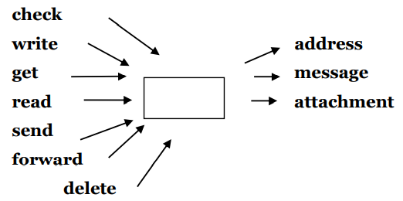 check
write
get
read
send
forward
delete
address
message
attachment